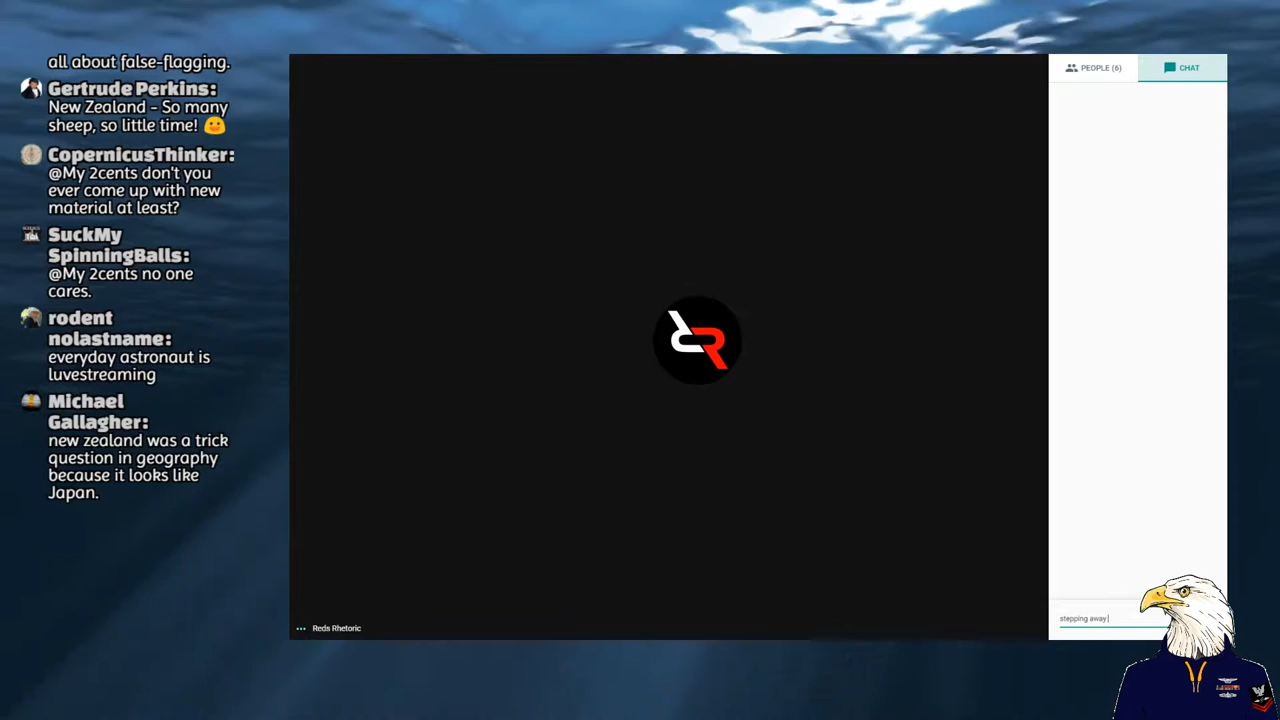 all about false-flagging.
Gertrude Perkins:
New Zealand - So many
sheep, so little time!
CopernicusThinker:
@My 2cents don't you
ever come up with new
material at least?
SuckMy
SpinningBalls:
@My 2cents no one
cares.
rodent
nolastname:
everyday astronaut is
luvestreaming
Michael
Gallagher:
new zealand was a trick
question in geography
because it looks like
Japan.
Reds Rhetoric
PEOPLE (6)
CHAT
stepping away